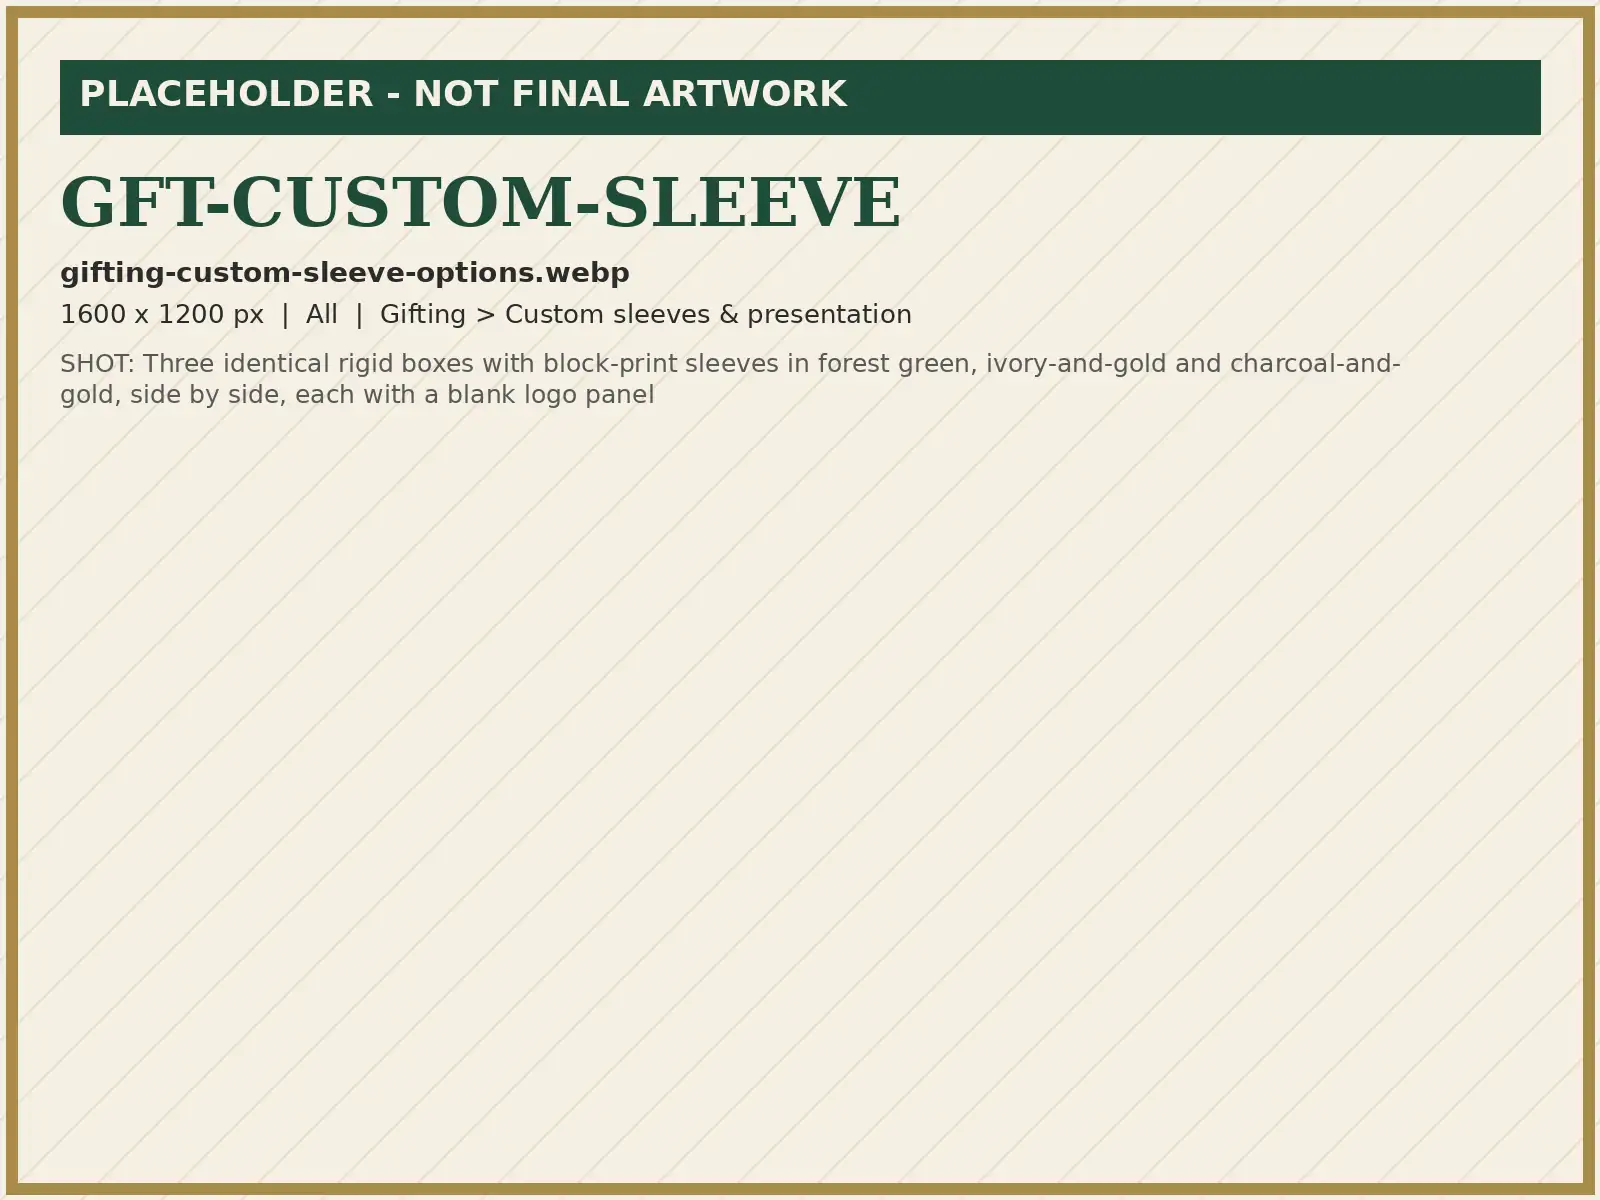 PLACEHOLDER - NOT FINAL ARTWORK
GFT-CUSTOM-SLEEVE
gifting-custom-sleeve-options.webp
1600 x 1200 px | All | Gifting > Custom sleeves & presentation
SHOT: Three identical rigid boxes with block-print sleeves in forest green, ivory-and-gold and charcoal-and-
gold, side by side, each with a blank logo panel